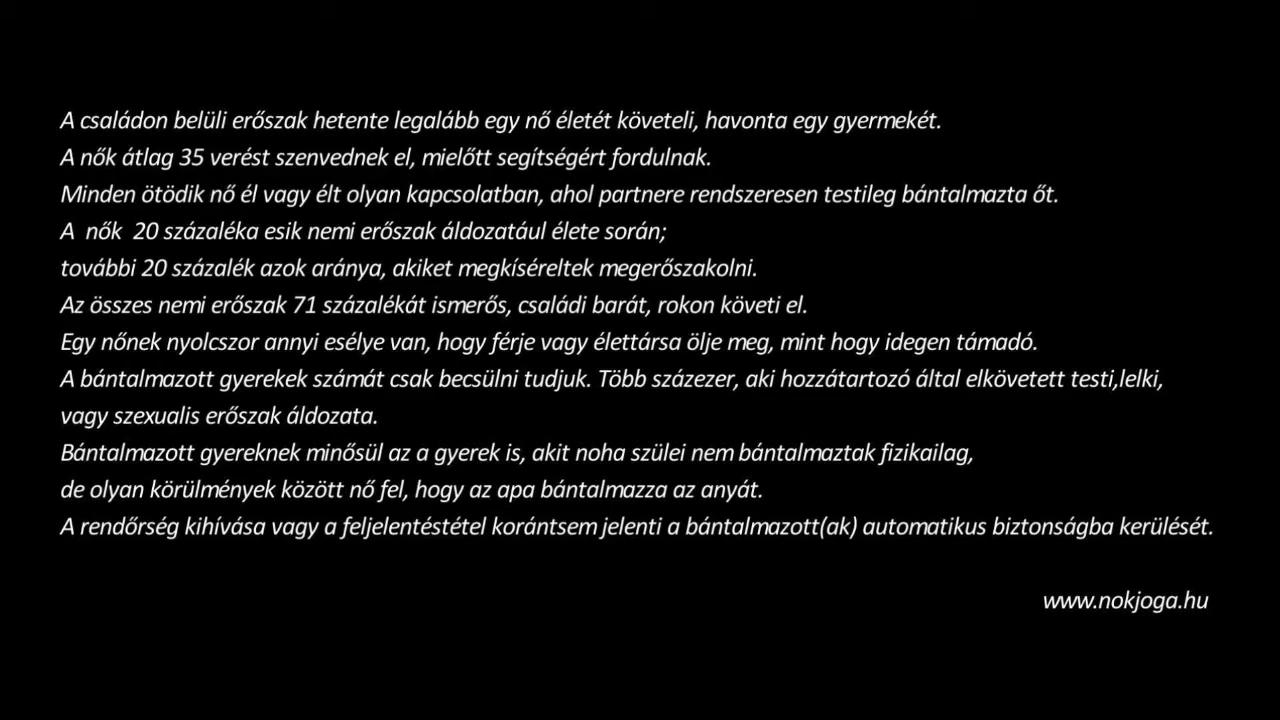 A családon belüli erőszak hetente legalább egy nő életét követeli, havonta egy gyermekét.
A nők átlag 35 verést szenvednek el, mielőtt segítségért fordulnak.
Minden ötödik nő él vagy élt olyan kapcsolatban, ahol partnere rendszeresen testileg bántalmazta őt.
A nők 20 százaléka esik nemi erőszak áldozatául élete során;
további 20 százalék azok aránya, akiket megkíséreltek megerőszakolni.
Az összes nemi erőszak 71 százalékát ismerős, családi barát, rokon követi el.
Egy nőnek nyolcszor annyi esélye van, hogy férje vagy élettársa ölje meg, mint hogy idegen támadó.
A bántalmazott gyerekek számát csak becsülni tudjuk. Több százezer, aki hozzátartozó által elkövetett testi,lelki,
vagy szexualis erőszak áldozata.
Bántalmazott gyereknek minősül az a gyerek is, akit noha szülei nem bántalmaztak fizikailag,
de olyan körülmények között nő fel, hogy az apa bántalmazza az anyát.
A rendőrség kihívása vagy a feljelentéstétel korántsem jelenti a bántalmazott(ak) automatikus biztonságba kerülését.
www.nokjoga.hu